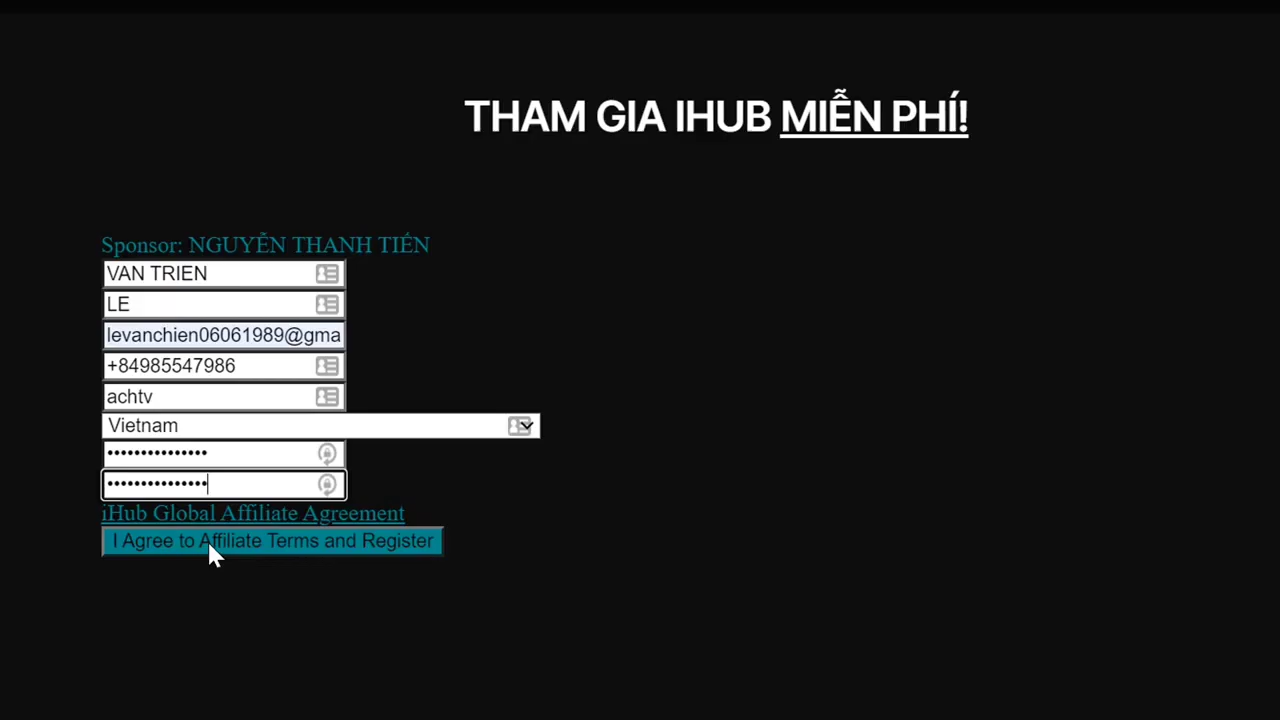 THAM GIA IHUB MIỄN PHÍ!
Sponsor: NGUYỄN THANH TIẾN
VAN TRIEN
LE
levanchien06061989@gma
+84985547986
achtv
Vietnam
•••••••••••••••
•••••••••••••••
iHub Global Affiliate Agreement
I Agree to Affiliate Terms and Register